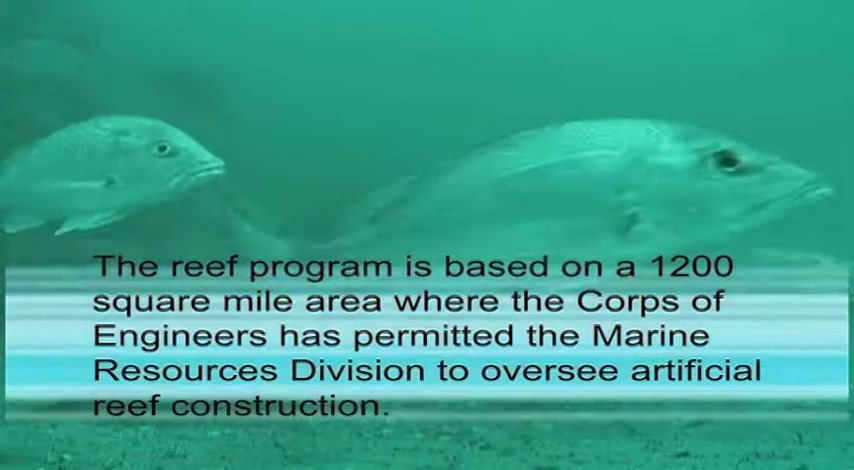 The reef program is based on a 1200
square mile area where the Corps of
Engineers has permitted the Marine
Resources Division to oversee artificial
reef construction.